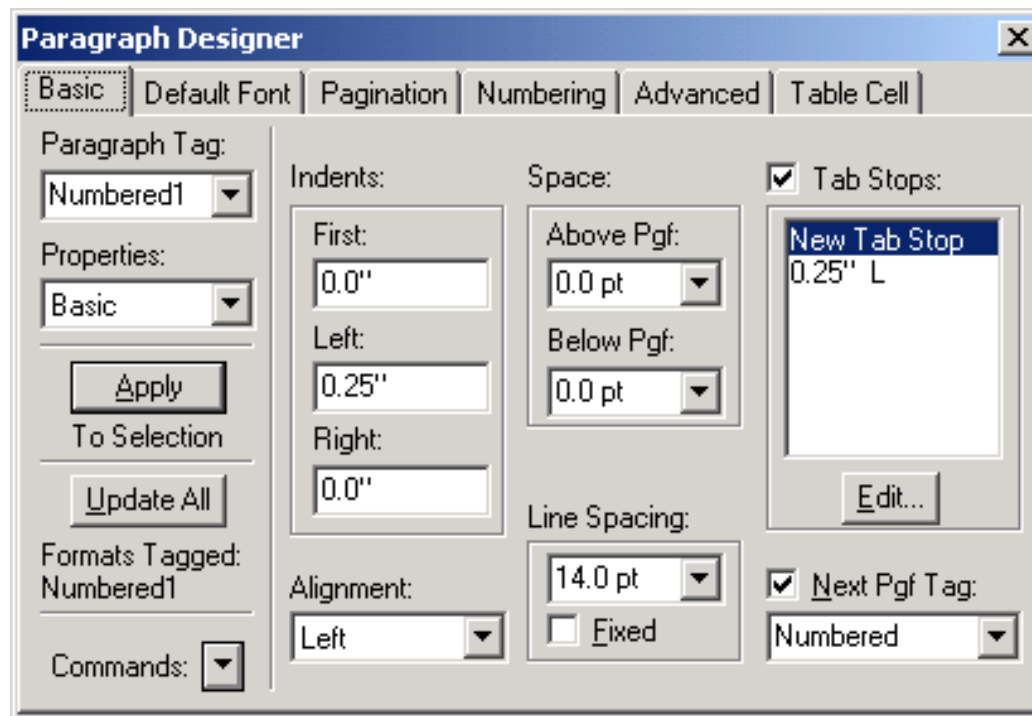 Paragraph Designer
Basic
Default Font
Pagination
Numbering
Advanced
Table Cell
Paragraph Tag:
Numbered1
Properties:
Basic
Apply
To Selection
Update All
Formats Tagged:
Numbered1
Commands:
Indents:
First:
0.0"
Left:
0.25"
Right:
0.0"
Alignment:
Left
Space:
Above Pgf:
0.0 pt
Below Pgf:
0.0 pt
Line Spacing:
14.0 pt
Fixed
Tab Stops:
New Tab Stop
0.25" L
Edit...
Next Pgf Tag:
Numbered